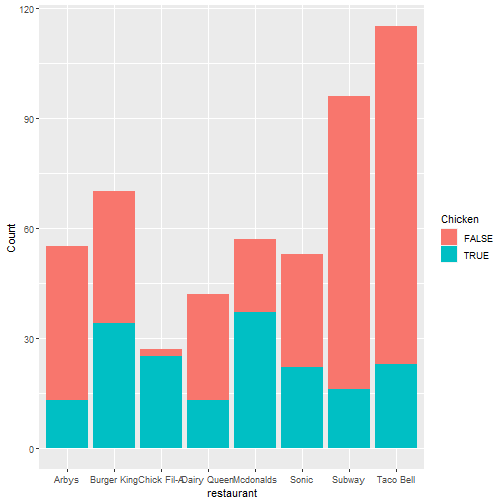 120
90
60
30
0
Count
Arbys Burger King Chick Fil-A Dairy Queen Mcdonalds Sonic Subway Taco Bell
restaurant
Chicken
FALSE
TRUE